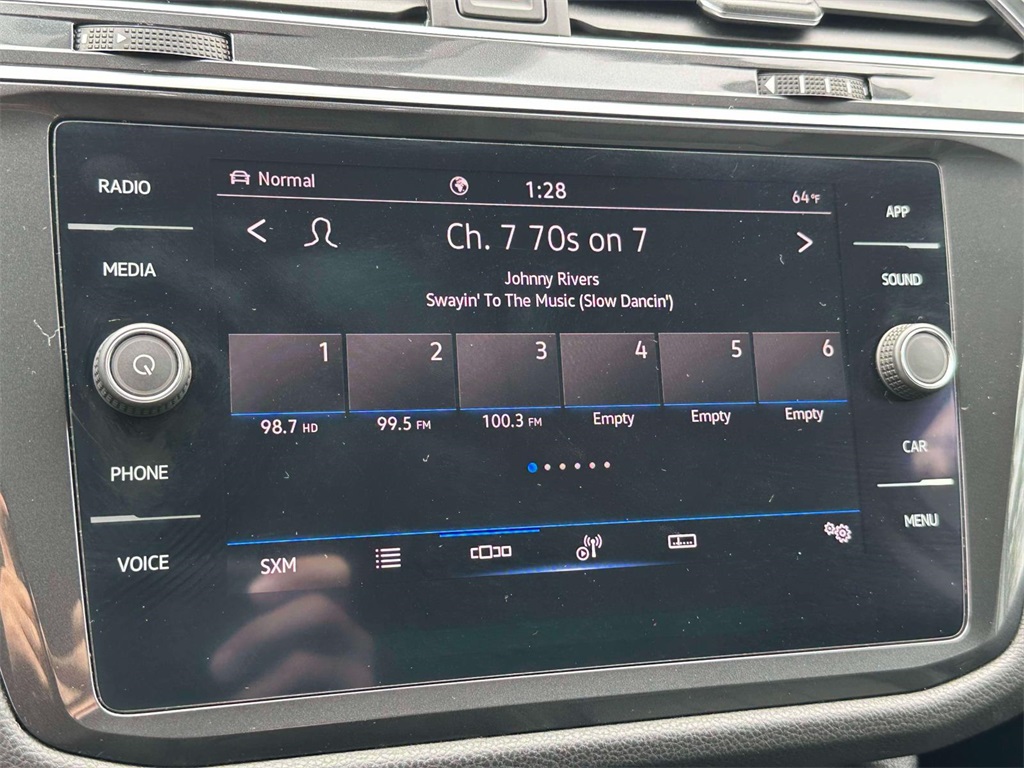 RADIO
MEDIA
PHONE
VOICE
Normal
1:28
64°F
Ch. 7 70s on 7
Johnny Rivers
Swayin' To The Music (Slow Dancin')
1 2 3 4 5 6
98.7 HD 99.5 FM 100.3 FM Empty Empty Empty
SXM
APP
SOUND
CAR
MENU